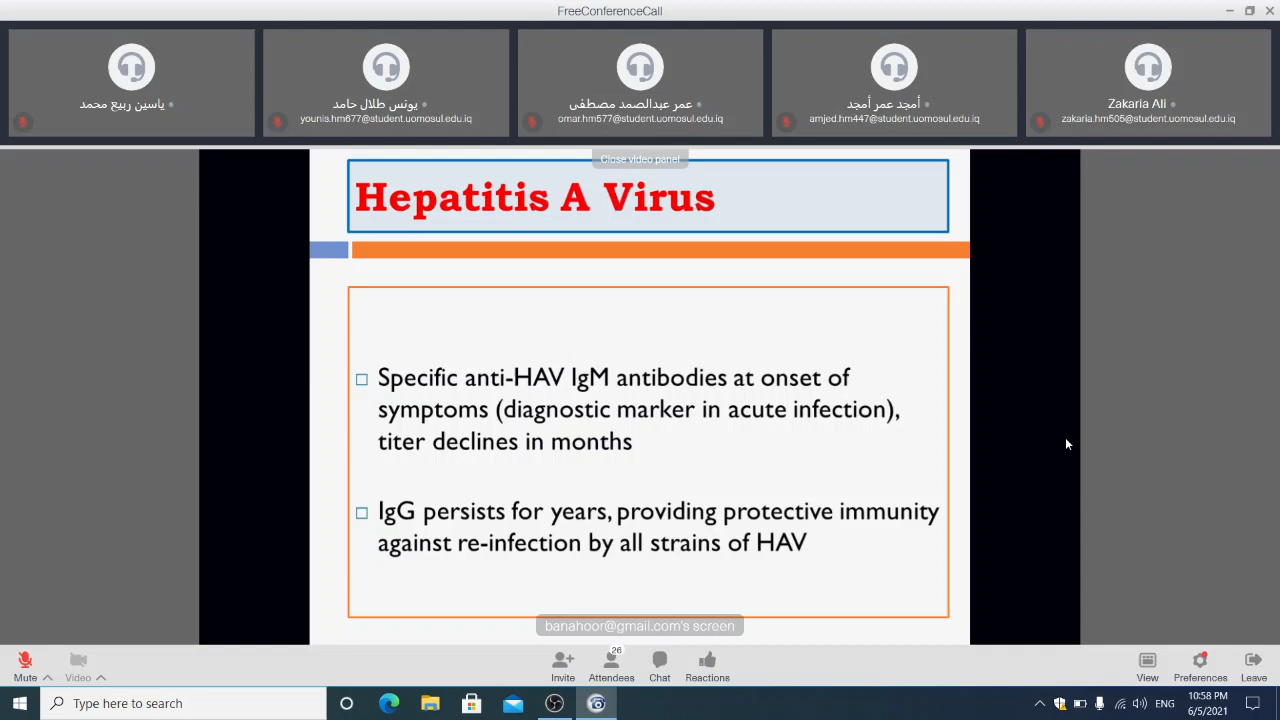 FreeConferenceCall
ياسين ربيع محمد
يونس طلال حامد
younis.hm677@student.uomosul.edu.iq
عمر عبدالصمد مصطفى
omar.hm577@student.uomosul.edu.iq
أمجد عمر أمجد
amjed.hm447@student.uomosul.edu.iq
Zakaria Ali
zakaria.hm505@student.uomosul.edu.iq
Close video panel
Hepatitis A Virus
Specific anti-HAV IgM antibodies at onset of
symptoms (diagnostic marker in acute infection),
titer declines in months
IgG persists for years, providing protective immunity
against re-infection by all strains of HAV
banahoor@gmail.com's screen
Mute
Video
Invite
26
Attendees
Chat
Reactions
View
Preferences
Leave
Type here to search
ENG
10:58 PM
6/5/2021